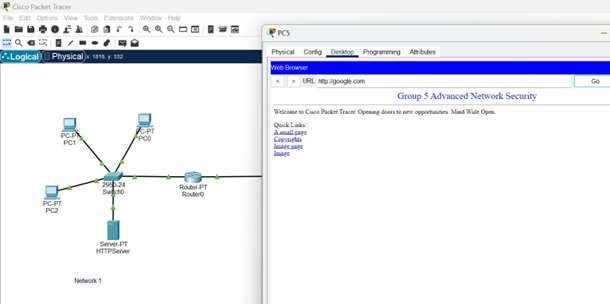 Cisco Packet Tracer
File Edit Options View Tools Extensions Window Help
Logical Physical x: 1018, y: 332
PC-PT
PC1
PC-PT
PC0
2950-24
Switch0
Router-PT
Router0
PC-PT
PC2
Server-PT
HTTPServer
Network 1
PC5
Physical Config Desktop Programming Attributes
Web Browser
< > URL http://google.com Go
Group 5 Advanced Network Security
Welcome to Cisco Packet Tracer. Opening doors to new opportunities. Mind Wide Open.
Quick Links:
A small page
Copyrights
Image page
Image